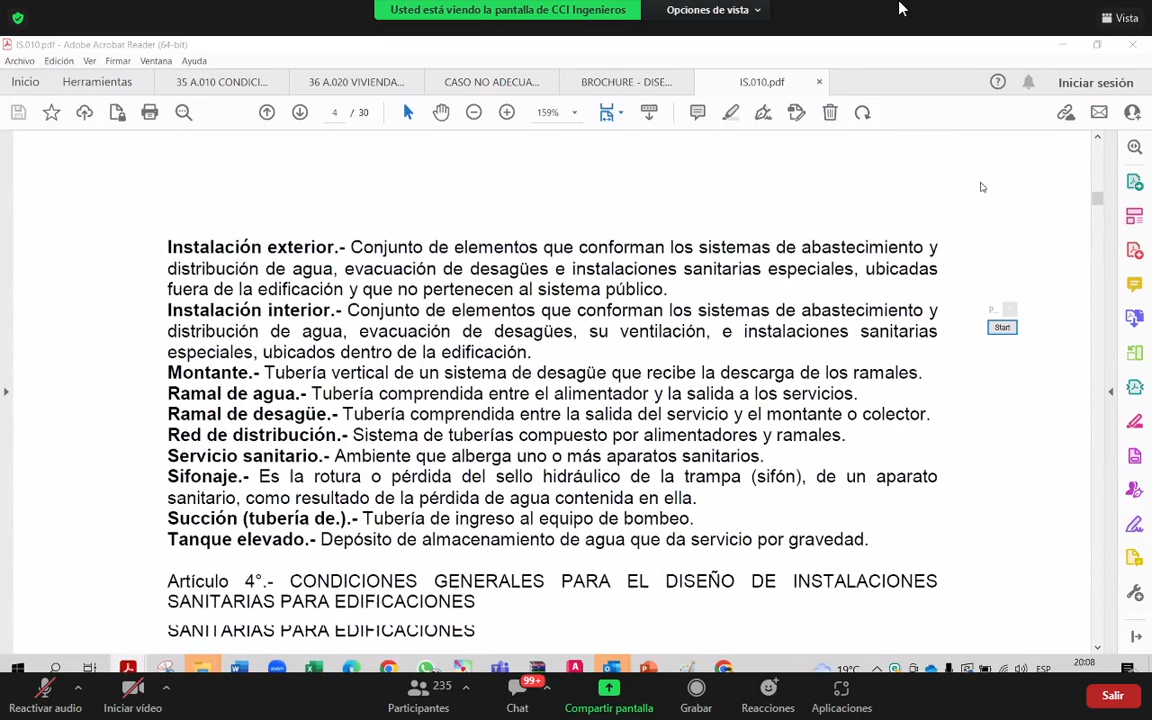 Usted está viendo la pantalla de CCI Ingenieros
Opciones de vista
Vista
IS.010.pdf - Adobe Acrobat Reader (64-bit)
Archivo Edición Ver Firmar Ventana Ayuda
Inicio Herramientas 35 A.010 CONDICI... 36 A.020 VIVIENDA... CASO NO ADECUA... BROCHURE - DISE... IS.010.pdf × Iniciar sesión
4 / 30 159%
Instalación exterior.- Conjunto de elementos que conforman los sistemas de abastecimiento y
distribución de agua, evacuación de desagües e instalaciones sanitarias especiales, ubicadas
fuera de la edificación y que no pertenecen al sistema público.
Instalación interior.- Conjunto de elementos que conforman los sistemas de abastecimiento y
distribución de agua, evacuación de desagües, su ventilación, e instalaciones sanitarias
especiales, ubicados dentro de la edificación.
P...
Start
Montante.- Tubería vertical de un sistema de desagüe que recibe la descarga de los ramales.
Ramal de agua.- Tubería comprendida entre el alimentador y la salida a los servicios.
Ramal de desagüe.- Tubería comprendida entre la salida del servicio y el montante o colector.
Red de distribución.- Sistema de tuberías compuesto por alimentadores y ramales.
Servicio sanitario.- Ambiente que alberga uno o más aparatos sanitarios.
Sifonaje.- Es la rotura o pérdida del sello hidráulico de la trampa (sifón), de un aparato
sanitario, como resultado de la pérdida de agua contenida en ella.
Succión (tubería de.).- Tubería de ingreso al equipo de bombeo.
Tanque elevado.- Depósito de almacenamiento de agua que da servicio por gravedad.
Artículo 4°.- CONDICIONES GENERALES PARA EL DISEÑO DE INSTALACIONES
SANITARIAS PARA EDIFICACIONES
SANITARIAS PARA EDIFICACIONES
19°C ESP 20:08
99+
235
Reactivar audio Iniciar vídeo Participantes Chat Compartir pantalla Grabar Reacciones Aplicaciones Salir